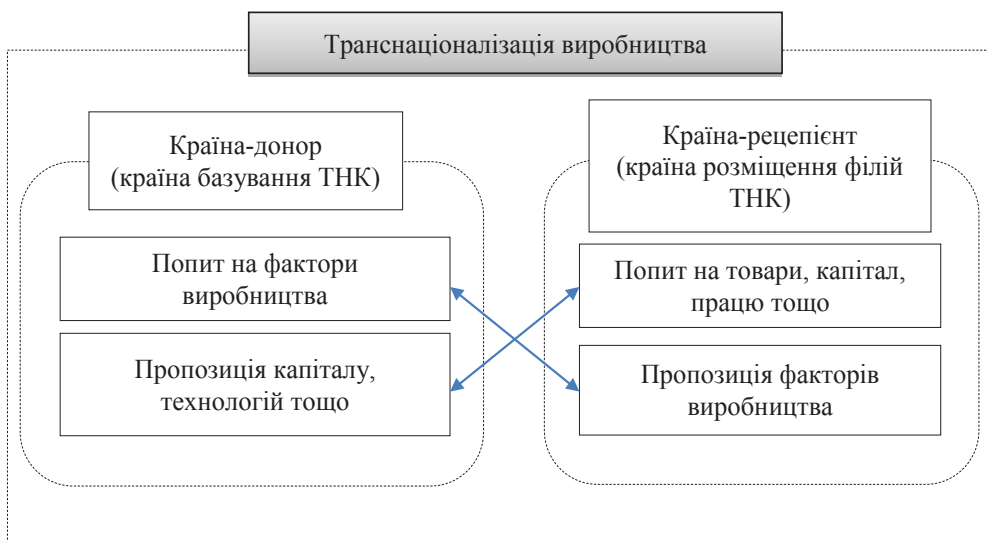 Транснаціоналізація виробництва
Країна-донор
(країна базування ТНК)
Попит на фактори
виробництва
Пропозиція капіталу,
технологій тощо
Країна-рецепієнт
(країна розміщення філій
ТНК)
Попит на товари, капітал,
працю тощо
Пропозиція факторів
виробництва